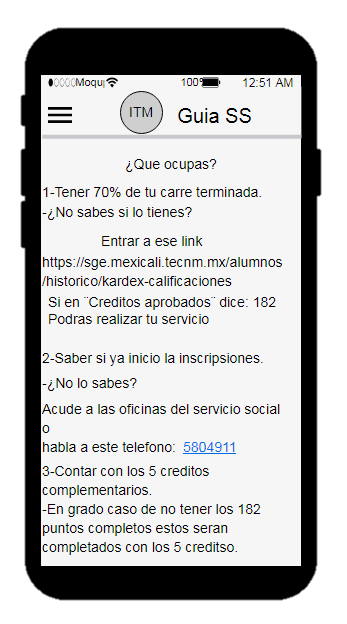 Moqu 100% 12:51 AM
ITM Guia SS
¿Que ocupas?
1-Tener 70% de tu carre terminada.
-¿No sabes si lo tienes?
Entrar a ese link
https://sge.mexicali.tecnm.mx/alumnos
/historico/kardex-calificaciones
Si en ¨Creditos aprobados¨ dice: 182
Podras realizar tu servicio
2-Saber si ya inicio la inscripsiones.
-¿No lo sabes?
Acude a las oficinas del servicio social
o
habla a este telefono: 5804911
3-Contar con los 5 creditos
complementarios.
-En grado caso de no tener los 182
puntos completos estos seran
completados con los 5 creditso.